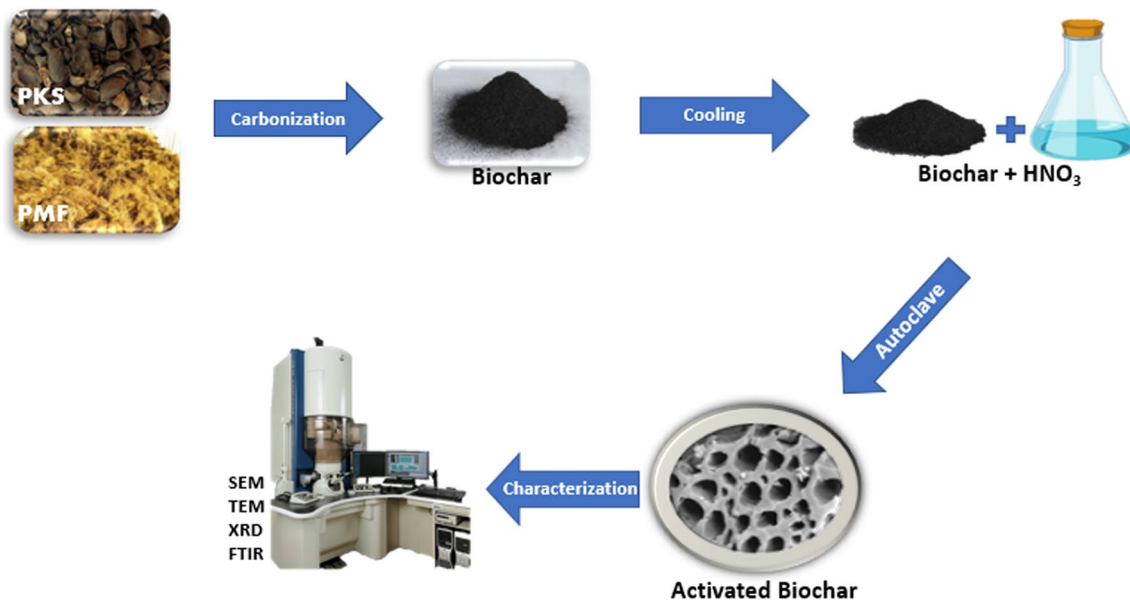 PKS
PMF
Carbonization
Biochar
Cooling
Biochar + HNO₃
Autoclave
Activated Biochar
Characterization
SEM
TEM
XRD
FTIR